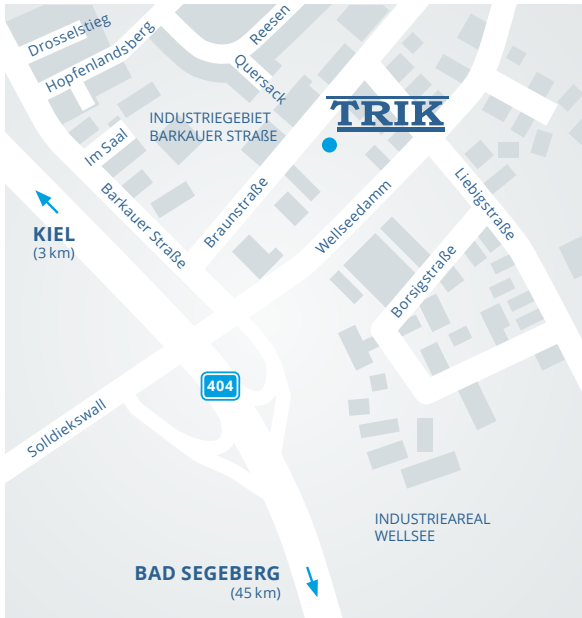 Drosselstieg
Reesen
Hopfenlandsberg
Quersack
TRIK
INDUSTRIEGEBIET
BARKAUER STRAßE
Im Saal
Barkauer Straße
Braunstraße
Wellseedamm
Liebigstraße
KIEL
(3 km)
Borsigstraße
404
Solldiekswall
INDUSTRIEAREAL
WELLSEE
BAD SEGEBERG
(45 km)